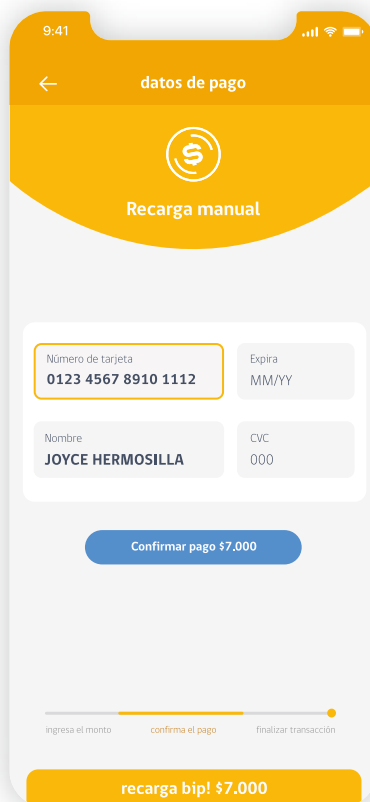 9:41
datos de pago
$
Recarga manual
Número de tarjeta
0123 4567 8910 1112
Expira
MM/YY
Nombre
JOYCE HERMOSILLA
CVC
000
Confirmar pago $7.000
ingresa el monto
confirma el pago
finalizar transacción
recarga bip! $7.000